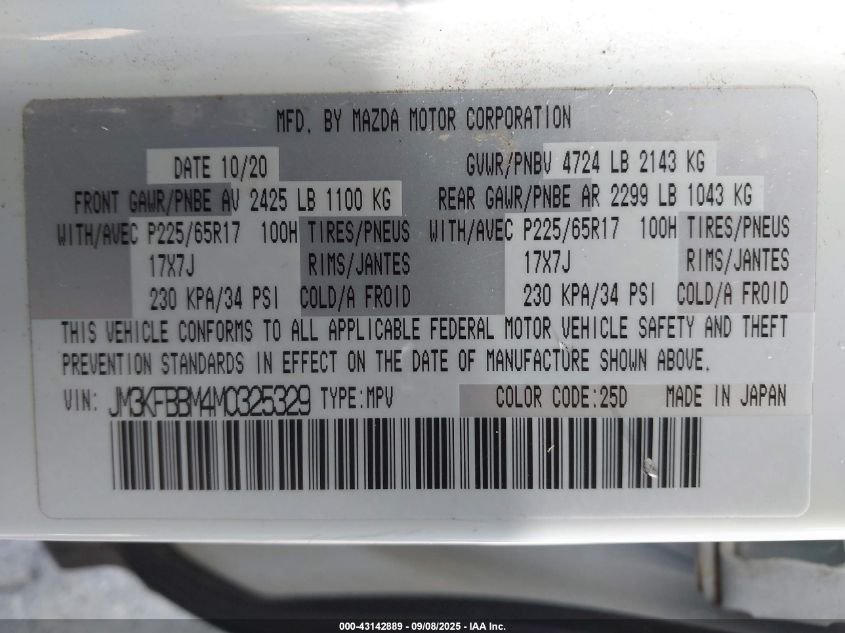 MFD. BY MAZDA MOTOR CORPORATION
DATE 10/20 GVWR/PNBV 4724 LB 2143 KG
FRONT GAWR/PNBE AV 2425 LB 1100 KG REAR GAWR/PNBE AR 2299 LB 1043 KG
WITH/AVEC P225/65R17 100H TIRES/PNEUS WITH/AVEC P225/65R17 100H TIRES/PNEUS
17X7J RIMS/JANTES 17X7J RIMS/JANTES
230 KPA/34 PSI COLD/A FROID 230 KPA/34 PSI COLD/A FROID
THIS VEHICLE CONFORMS TO ALL APPLICABLE FEDERAL MOTOR VEHICLE SAFETY AND THEFT
PREVENTION STANDARDS IN EFFECT ON THE DATE OF MANUFACTURE SHOWN ABOVE.
VIN: JM3KFBBM4M0325329 TYPE:MPV COLOR CODE:25D MADE IN JAPAN
000-43142889 - 09/08/2025 - IAA Inc.